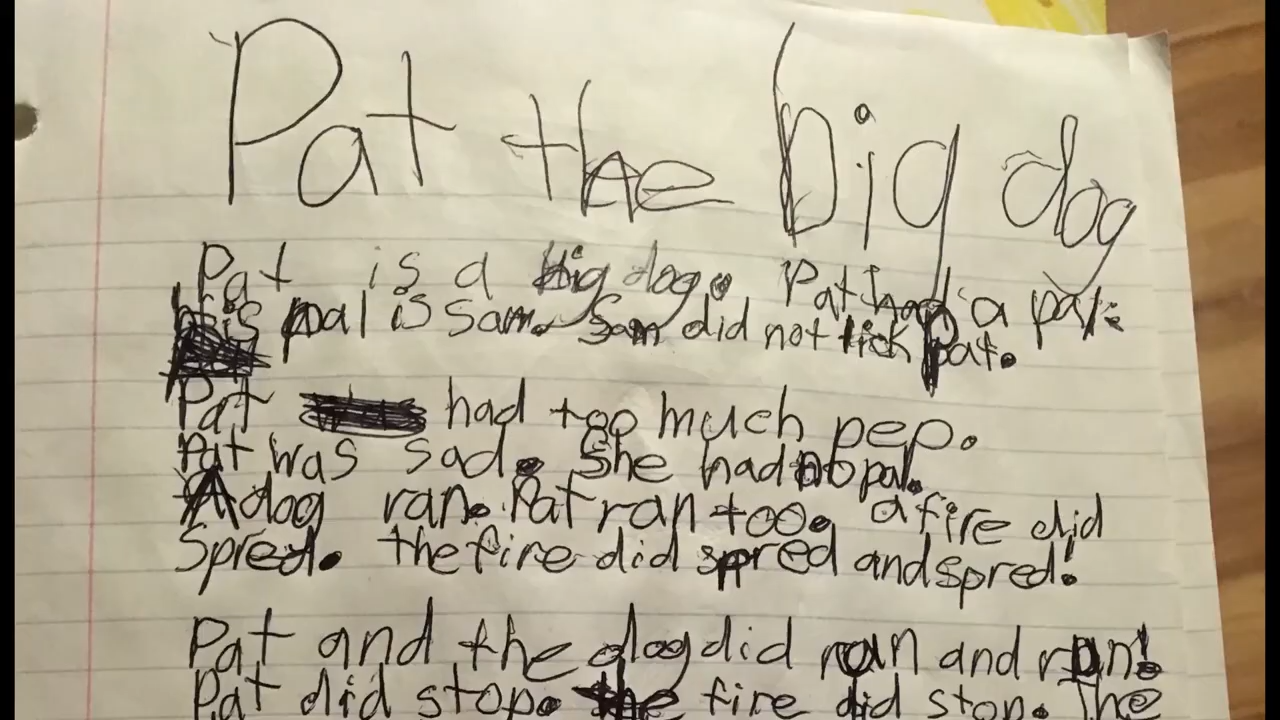 Pat the big dog
Pat is a big dog. Pat had a pal.
his pal is Sam. Sam did not lick pat.
Pat had too much pep.
Pat was sad. She had no pal.
A dog ran. Pat ran too. a fire did
Spred. the fire did spred and spred!
Pat and the dog did run and run!
Pat did stop. the fire did stop. The